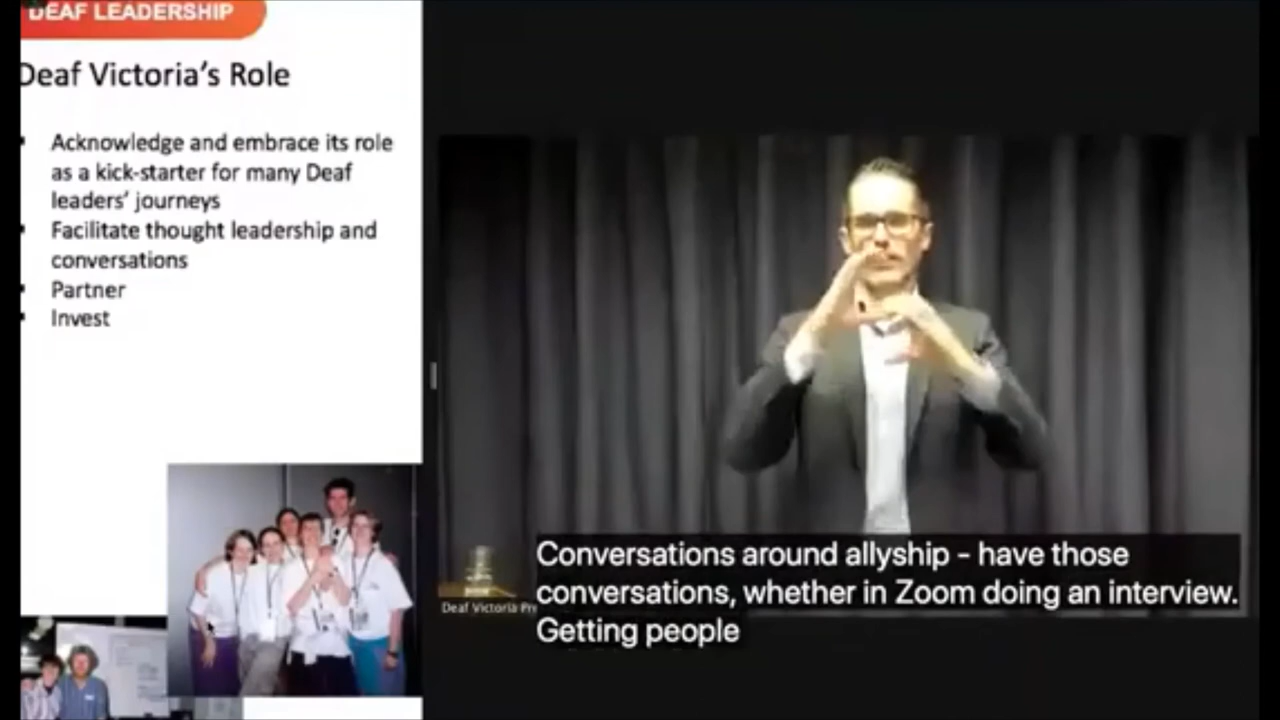 DEAF LEADERSHIP
Deaf Victoria's Role
Acknowledge and embrace its role
as a kick-starter for many Deaf
leaders' journeys
Facilitate thought leadership and
conversations
Partner
Invest
Conversations around allyship - have those
conversations, whether in Zoom doing an interview.
Getting people
Deaf Victoria